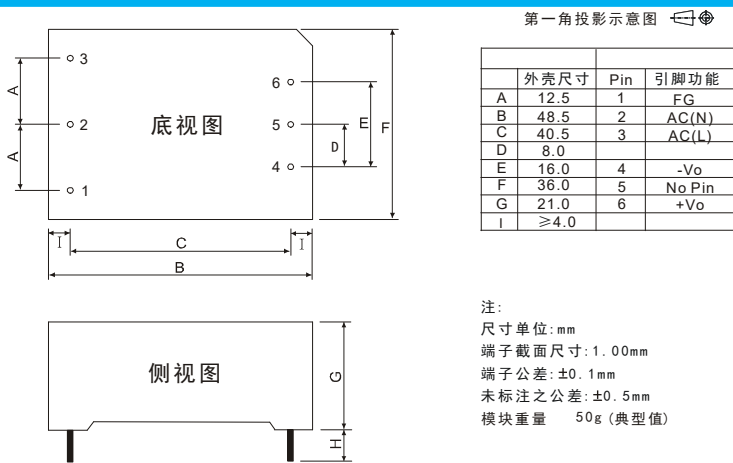 第一角投影示意图
3
2
1
6
5
4
A
A
底视图
D
E
F
I
C
I
B
侧视图
G
H
外壳尺寸 Pin 引脚功能
A 12.5 1 FG
B 48.5 2 AC(N)
C 40.5 3 AC(L)
D 8.0
E 16.0 4 -Vo
F 36.0 5 No Pin
G 21.0 6 +Vo
I ≥4.0
注:
尺寸单位:mm
端子截面尺寸:1.00mm
端子公差:±0.1mm
未标注之公差:±0.5mm
模块重量 50g (典型值)